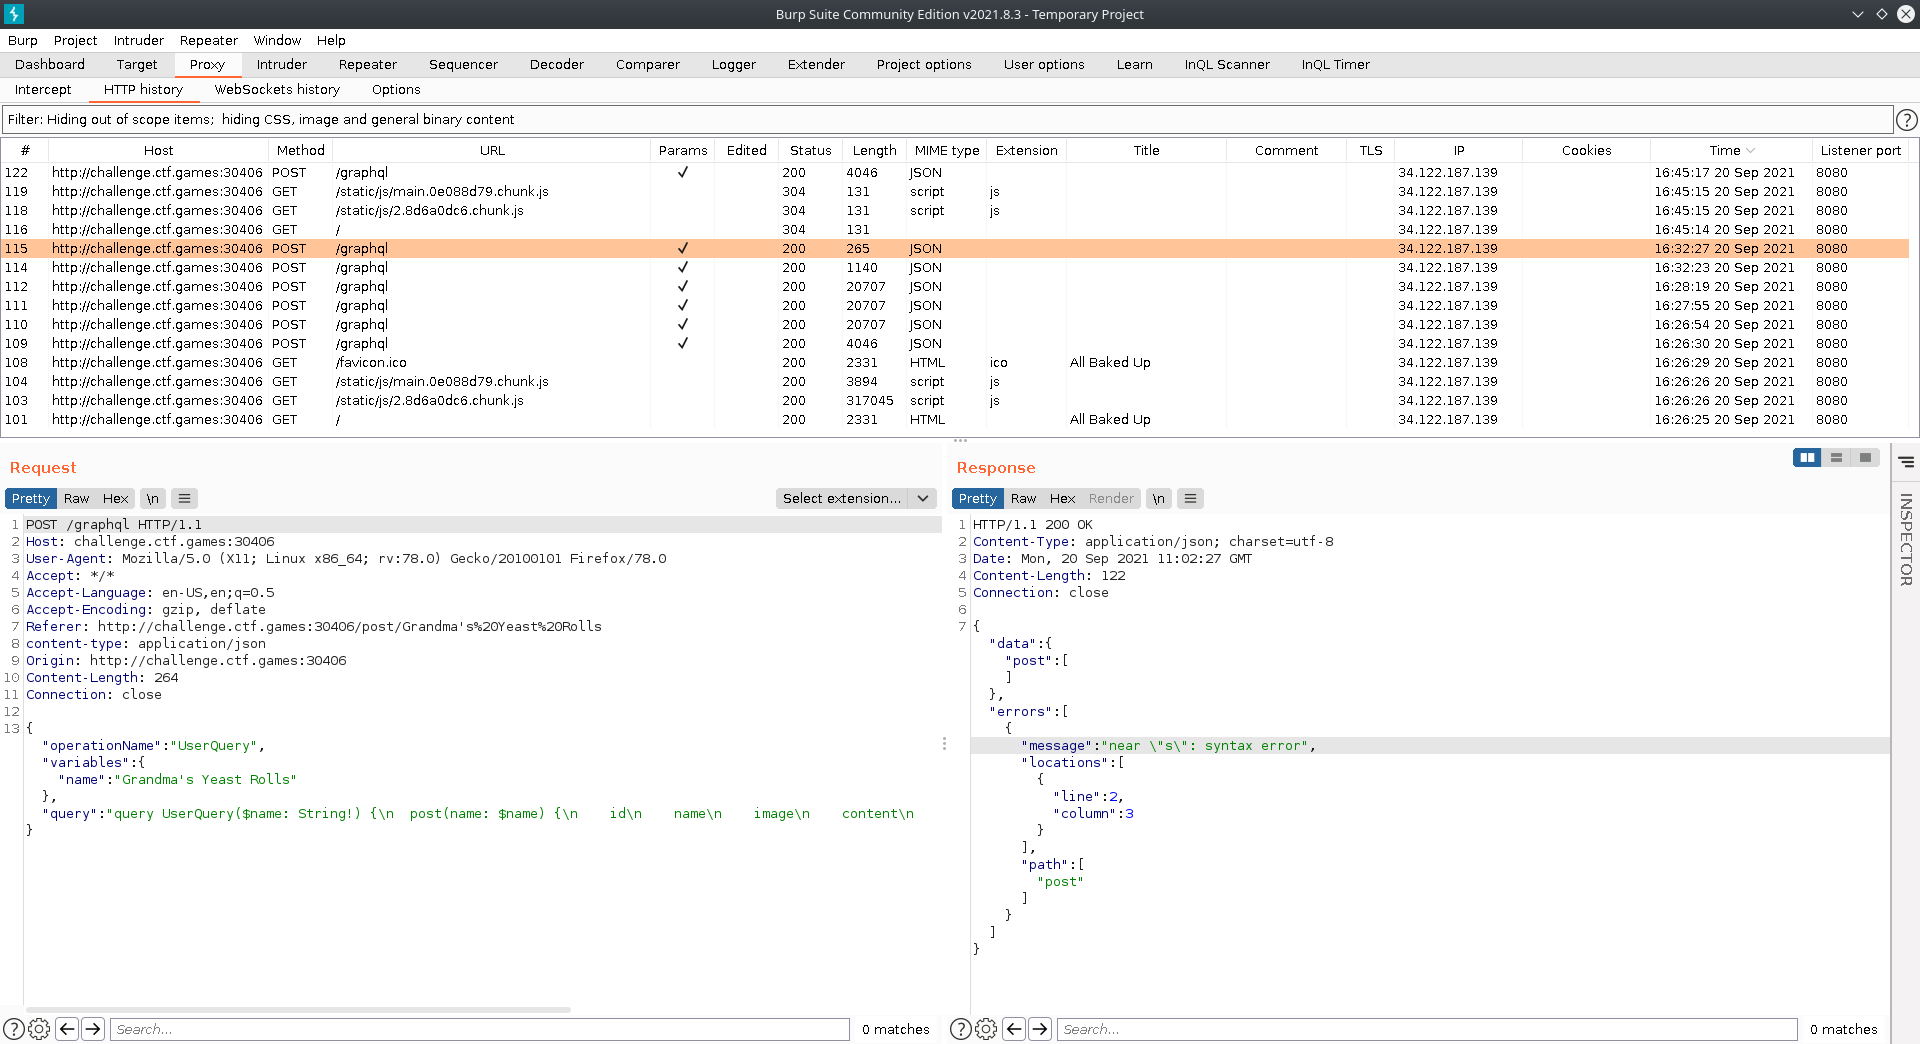 Burp Suite Community Edition v2021.8.3 - Temporary Project
Burp Project Intruder Repeater Window Help
Dashboard Target Proxy Intruder Repeater Sequencer Decoder Comparer Logger Extender Project options User options Learn InQL Scanner InQL Timer
Intercept HTTP history WebSockets history Options
Filter: Hiding out of scope items;  hiding CSS, image and general binary content
?
# Host Method URL Params Edited Status Length MIME type Extension Title Comment TLS IP Cookies Time Listener port
122 http://challenge.ctf.games:30406 POST /graphql ✓ 200 4046 JSON 34.122.187.139 16:45:17 20 Sep 2021 8080
119 http://challenge.ctf.games:30406 GET /static/js/main.0e088d79.chunk.js 304 131 script js 34.122.187.139 16:45:15 20 Sep 2021 8080
118 http://challenge.ctf.games:30406 GET /static/js/2.8d6a0dc6.chunk.js 304 131 script js 34.122.187.139 16:45:15 20 Sep 2021 8080
116 http://challenge.ctf.games:30406 GET / 304 131 34.122.187.139 16:45:14 20 Sep 2021 8080
115 http://challenge.ctf.games:30406 POST /graphql ✓ 200 265 JSON 34.122.187.139 16:32:27 20 Sep 2021 8080
114 http://challenge.ctf.games:30406 POST /graphql ✓ 200 1140 JSON 34.122.187.139 16:32:23 20 Sep 2021 8080
112 http://challenge.ctf.games:30406 POST /graphql ✓ 200 20707 JSON 34.122.187.139 16:28:19 20 Sep 2021 8080
111 http://challenge.ctf.games:30406 POST /graphql ✓ 200 20707 JSON 34.122.187.139 16:27:55 20 Sep 2021 8080
110 http://challenge.ctf.games:30406 POST /graphql ✓ 200 20707 JSON 34.122.187.139 16:26:54 20 Sep 2021 8080
109 http://challenge.ctf.games:30406 POST /graphql ✓ 200 4046 JSON 34.122.187.139 16:26:30 20 Sep 2021 8080
108 http://challenge.ctf.games:30406 GET /favicon.ico 200 2331 HTML ico All Baked Up 34.122.187.139 16:26:29 20 Sep 2021 8080
104 http://challenge.ctf.games:30406 GET /static/js/main.0e088d79.chunk.js 200 3894 script js 34.122.187.139 16:26:26 20 Sep 2021 8080
103 http://challenge.ctf.games:30406 GET /static/js/2.8d6a0dc6.chunk.js 200 317045 script js 34.122.187.139 16:26:26 20 Sep 2021 8080
101 http://challenge.ctf.games:30406 GET / 200 2331 HTML All Baked Up 34.122.187.139 16:26:25 20 Sep 2021 8080
Request
Pretty Raw Hex \n Select extension...
1 POST /graphql HTTP/1.1
2 Host: challenge.ctf.games:30406
3 User-Agent: Mozilla/5.0 (X11; Linux x86_64; rv:78.0) Gecko/20100101 Firefox/78.0
4 Accept: */*
5 Accept-Language: en-US,en;q=0.5
6 Accept-Encoding: gzip, deflate
7 Referer: http://challenge.ctf.games:30406/post/Grandma's%20Yeast%20Rolls
8 content-type: application/json
9 Origin: http://challenge.ctf.games:30406
10 Content-Length: 264
11 Connection: close
12
13 {
"operationName":"UserQuery",
"variables":{
"name":"Grandma's Yeast Rolls"
},
"query":"query UserQuery($name: String!) {\n  post(name: $name) {\n    id\n    name\n    image\n    content\n
}
? Search... 0 matches
Response
Pretty Raw Hex Render \n
1 HTTP/1.1 200 OK
2 Content-Type: application/json; charset=utf-8
3 Date: Mon, 20 Sep 2021 11:02:27 GMT
4 Content-Length: 122
5 Connection: close
6
7 {
"data":{
"post":[
]
},
"errors":[
{
"message":"near \"s\": syntax error",
"locations":[
{
"line":2,
"column":3
}
],
"path":[
"post"
]
}
]
}
? Search... 0 matches
INSPECTOR